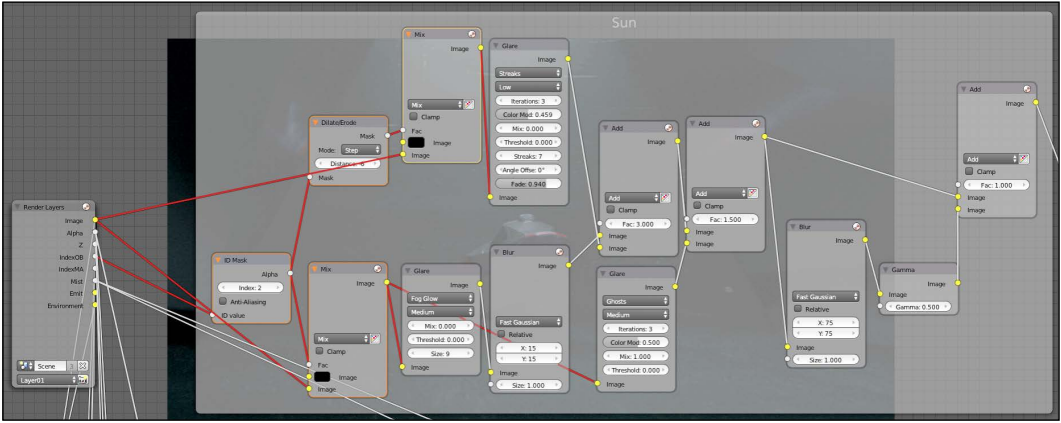 Sun
Render Layers
Image
Alpha
Z
IndexOB
IndexMA
Mist
Emit
Environment
Scene
3
Layer01
ID Mask
Alpha
Index: 2
Anti-Aliasing
ID value
Dilate/Erode
Mask
Mode: Step
Distance: -6
Mask
Mix
Image
Mix
Clamp
Fac
Image
Image
Mix
Image
Mix
Clamp
Fac
Image
Image
Glare
Image
Streaks
Low
Iterations: 3
Color Mod: 0.459
Mix: 0.000
Threshold: 0.000
Streaks: 7
Angle Offse: 0°
Fade: 0.940
Image
Glare
Image
Fog Glow
Medium
Mix: 0.000
Threshold: 0.000
Size: 9
Image
Blur
Image
Fast Gaussian
Relative
X: 15
Y: 15
Image
Size: 1.000
Add
Image
Add
Clamp
Fac: 3.000
Image
Image
Glare
Image
Ghosts
Medium
Iterations: 3
Color Mod: 0.500
Mix: 1.000
Threshold: 0.000
Image
Add
Image
Add
Clamp
Fac: 1.500
Image
Image
Blur
Image
Fast Gaussian
Relative
X: 75
Y: 75
Image
Size: 1.000
Gamma
Image
Image
Gamma: 0.500
Add
Image
Add
Clamp
Fac: 1.000
Image
Image